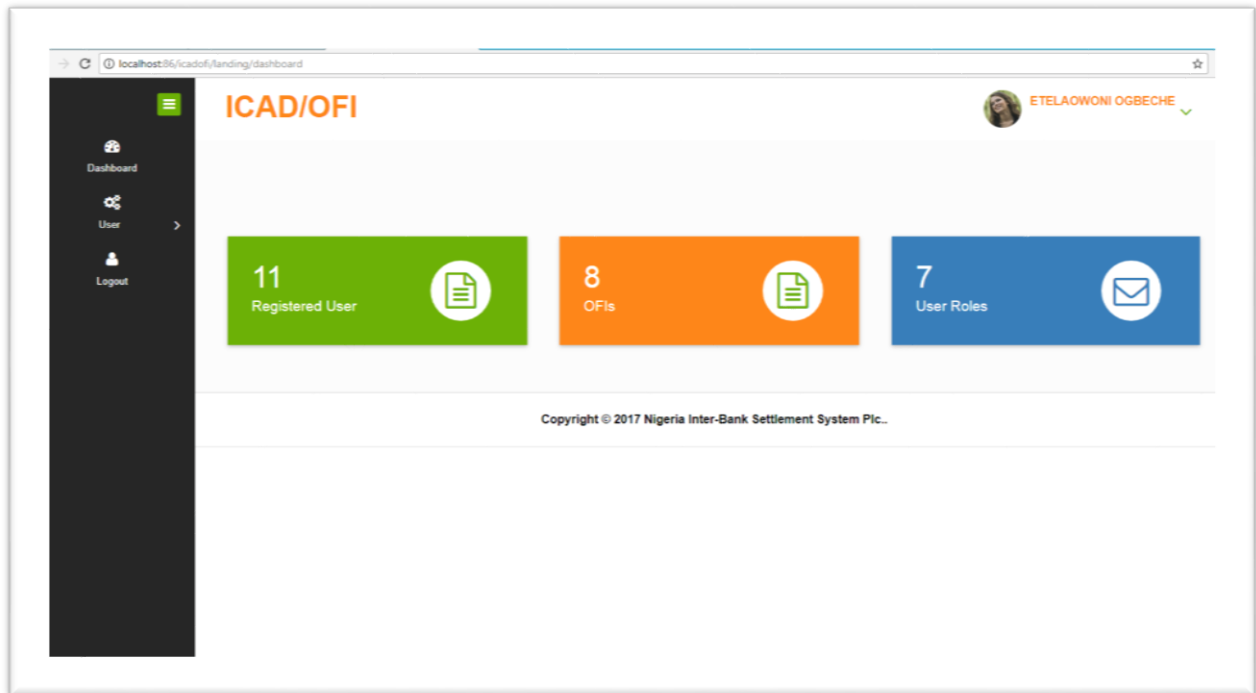 localhost:86/icadofi/landing/dashboard
ICAD/OFI
ETELAOWONI OGBECHE
Dashboard
User
Logout
11
Registered User
8
OFIs
7
User Roles
Copyright © 2017 Nigeria Inter-Bank Settlement System Plc..